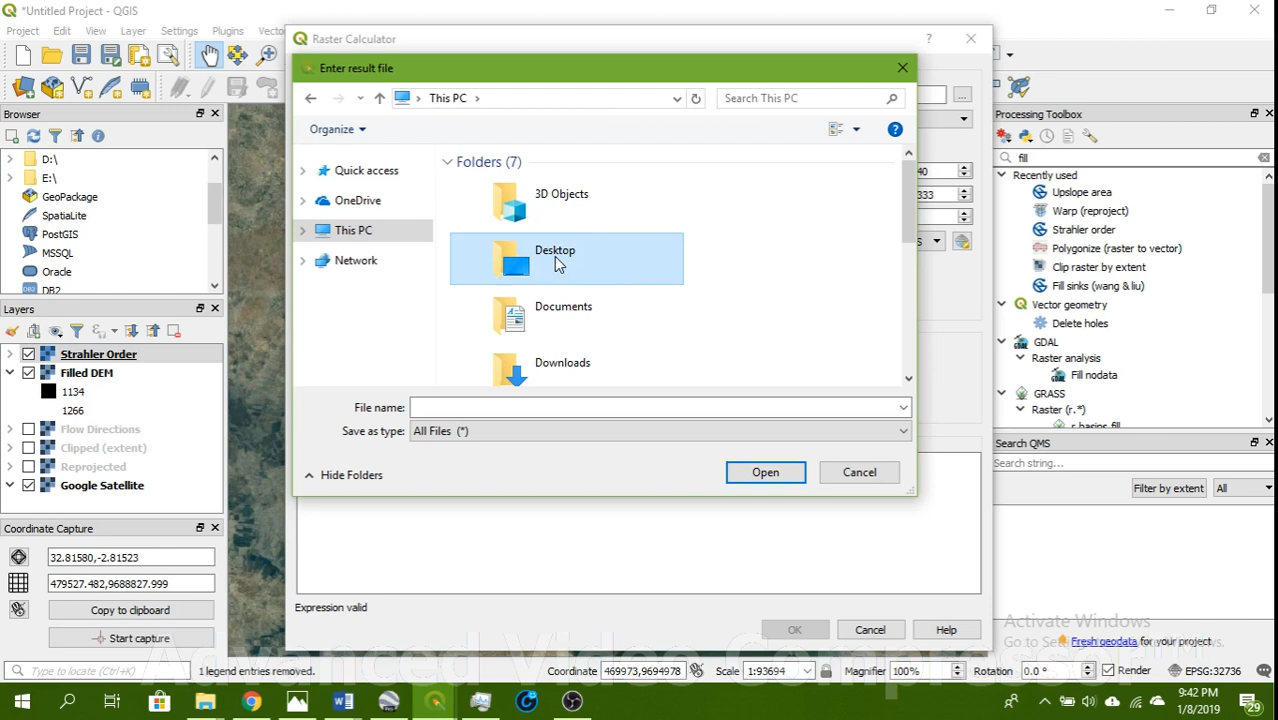 *Untitled Project - QGIS
Project Edit View Layer Settings Plugins Vect
Raster Calculator
Enter result file
This PC
Search This PC
Organize
Quick access
OneDrive
This PC
Network
Folders (7)
3D Objects
Desktop
Documents
Downloads
File name:
Save as type: All Files (*)
Hide Folders
Open Cancel
40
333
S
Expression valid
OK Cancel Help
Browser
D:\
E:\
GeoPackage
SpatiaLite
PostGIS
MSSQL
Oracle
DB2
Layers
Strahler Order
Filled DEM
1134
1266
Flow Directions
Clipped (extent)
Reprojected
Google Satellite
Coordinate Capture
32.81580,-2.81523
479527.482,9688827.999
Copy to clipboard
Start capture
Processing Toolbox
fill
Recently used
Upslope area
Warp (reproject)
Strahler order
Polygonize (raster to vector)
Clip raster by extent
Fill sinks (wang & liu)
Vector geometry
Delete holes
GDAL
Raster analysis
Fill nodata
GRASS
Raster (r.*)
r.basins.fill
Search QMS
Search string...
Filter by extent All
Activate Windows
Fresh geodata for your project
Type to locate (Ctrl+K)
1 legend entries removed.
Coordinate 469973,9694978
Scale 1:93694
Magnifier 100%
Rotation 0.0 °
Render
EPSG:32736
9:42 PM
1/8/2019
29